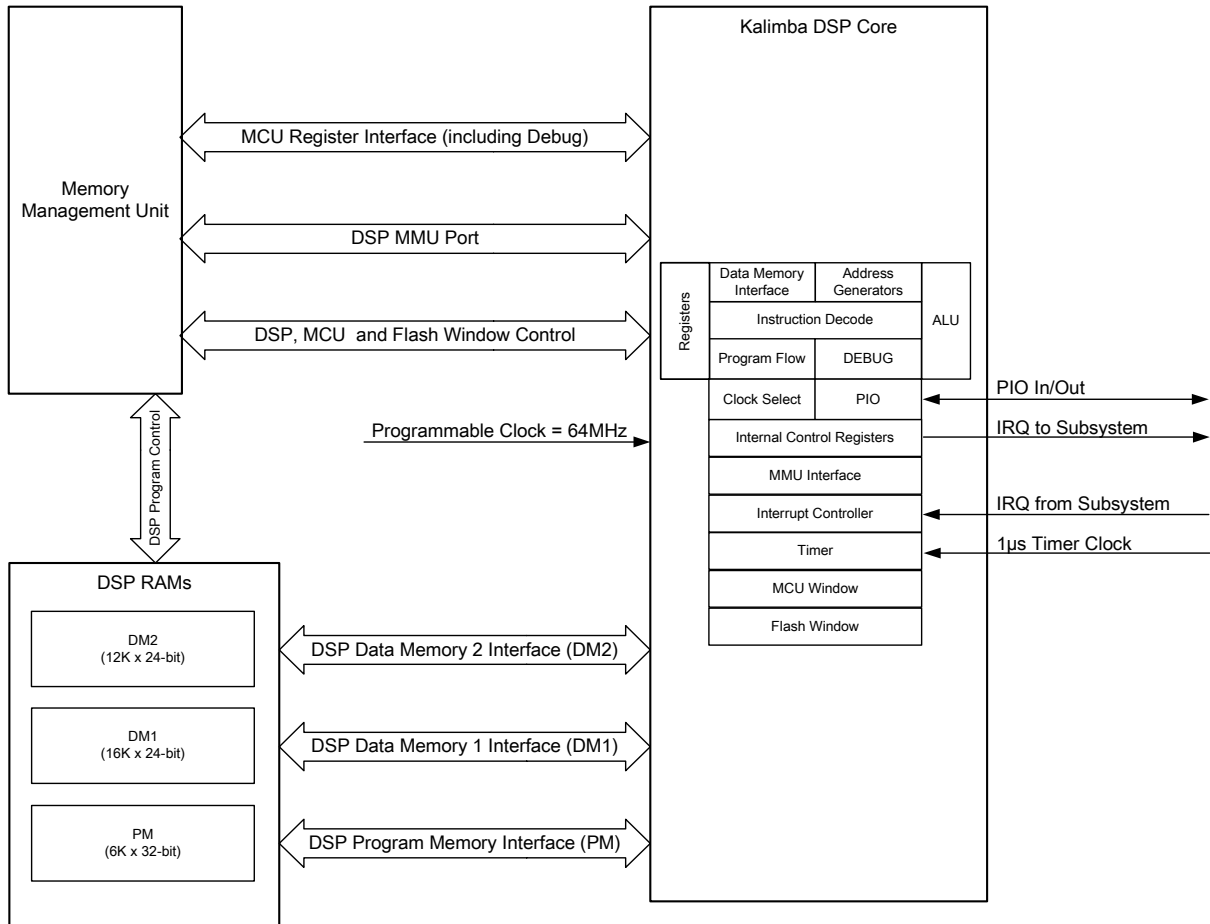 Kalimba DSP Core
MCU Register Interface (including Debug)
Memory
Management Unit
DSP MMU Port
DSP, MCU and Flash Window Control
Registers
Data Memory
Interface
Address
Generators
Instruction Decode
ALU
Program Flow
DEBUG
Clock Select
PIO
PIO In/Out
Programmable Clock = 64MHz
Internal Control Registers
IRQ to Subsystem
MMU Interface
Interrupt Controller
IRQ from Subsystem
Timer
1µs Timer Clock
MCU Window
Flash Window
DSP Program Control
DSP RAMs
DM2
(12K x 24-bit)
DSP Data Memory 2 Interface (DM2)
DM1
(16K x 24-bit)
DSP Data Memory 1 Interface (DM1)
PM
(6K x 32-bit)
DSP Program Memory Interface (PM)